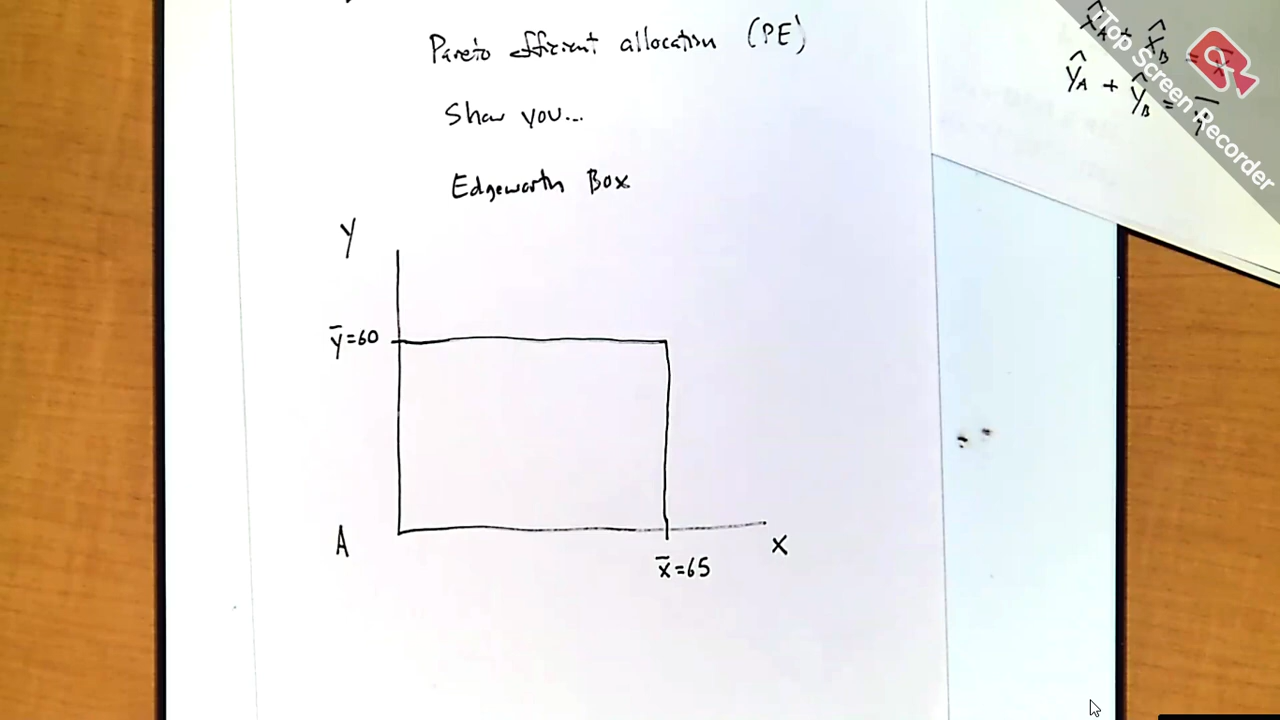 Pareto efficient allocation (PE)
Show you...
Edgeworth Box
Y
ȳ=60
A
x̄=65
X
x̂A + x̂B = x̄
ŷA + ŷB = ȳ
iTop Screen Recorder